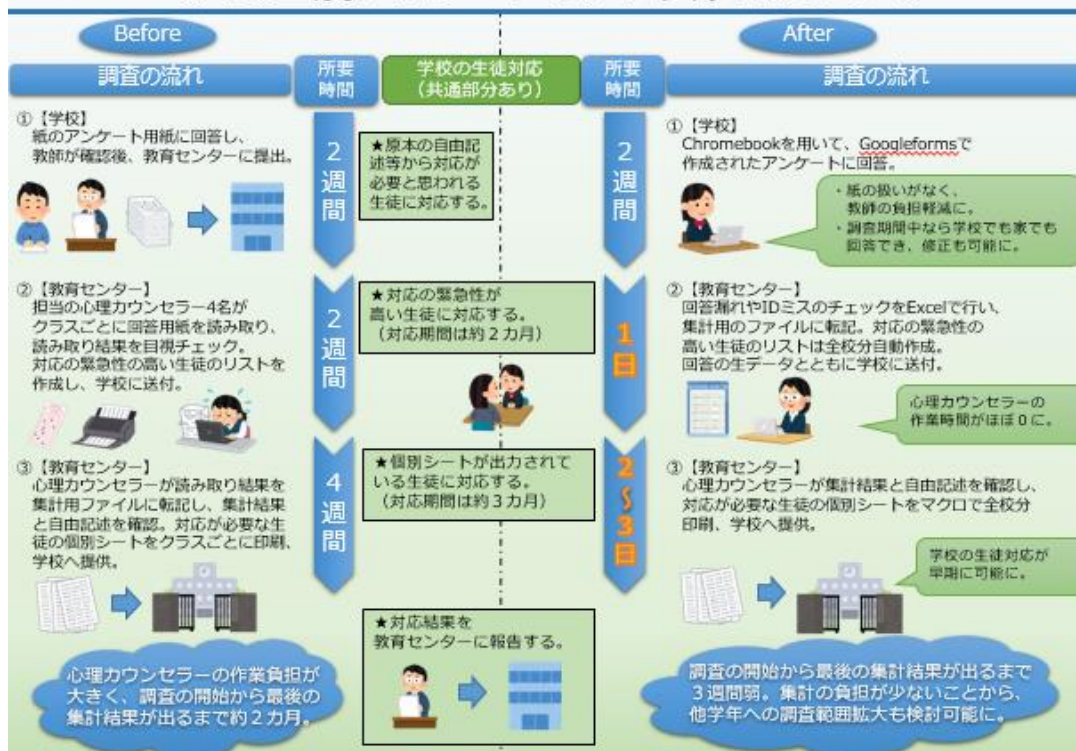 Before
After
調査の流れ
所要
時間
学校の生徒対応
(共通部分あり)
所要
時間
調査の流れ
①【学校】
紙のアンケート用紙に回答し、
教師が確認後、教育センターに提出。
2週間
★原本の自由記
述等から対応が
必要と思われる
生徒に対応する。
2週間
①【学校】
Chromebookを用いて、Googleformsで
作成されたアンケートに回答。
・紙の扱いがなく、
教師の負担軽減に。
・調査期間中なら学校でも家でも
回答でき、修正も可能に。
②【教育センター】
担当の心理カウンセラー4名が
クラスごとに回答用紙を読み取り、
読み取り結果を目視チェック。
対応の緊急性の高い生徒のリストを
作成し、学校に送付。
2週間
★対応の緊急性が
高い生徒に対応する。
(対応期間は約2カ月)
1日
②【教育センター】
回答漏れやIDミスのチェックをExcelで行い、
集計用のファイルに転記。対応の緊急性の
高い生徒のリストは全校分自動作成。
回答の生データとともに学校に送付。
心理カウンセラーの
作業時間がほぼ0に。
③【教育センター】
心理カウンセラーが読み取り結果を
集計用ファイルに転記し、集計結果
と自由記述を確認。対応が必要な生
徒の個別シートをクラスごとに印刷、
学校へ提供。
4週間
★個別シートが出力されて
いる生徒に対応する。
(対応期間は約3カ月)
2~3日
③【教育センター】
心理カウンセラーが集計結果と自由記述を確認し、
対応が必要な生徒の個別シートをマクロで全校分
印刷、学校へ提供。
学校の生徒対応が
早期に可能に。
★対応結果を
教育センターに報告する。
心理カウンセラーの作業負担が
大きく、調査の開始から最後の
集計結果が出るまで約2カ月。
調査の開始から最後の集計結果が出るまで
3週間弱。集計の負担が少ないことから、
他学年への調査範囲拡大も検討可能に。